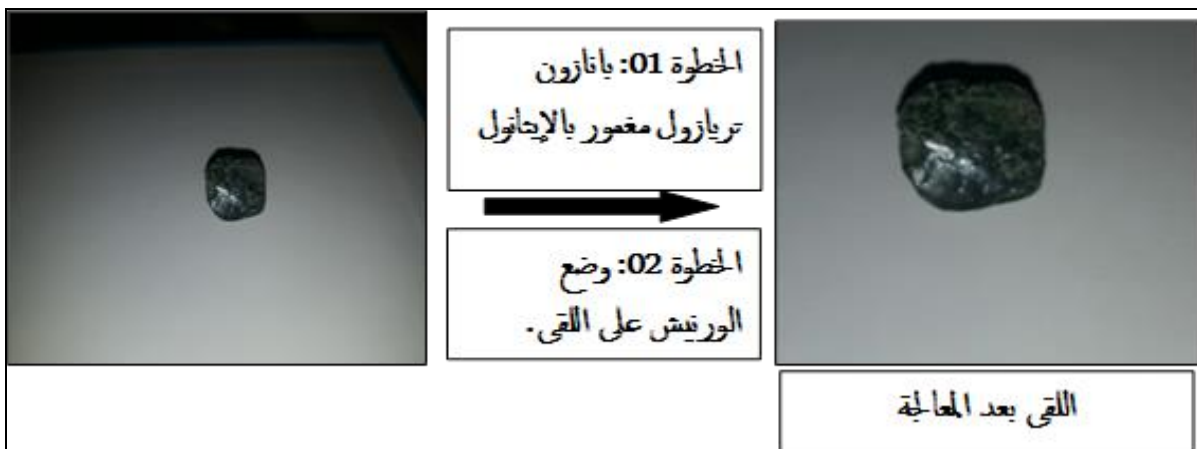 الخطوة 01: بانازون
تريازول مغمور بالإيثانول
الخطوة 02: وضع
الورنيش على اللقى.
اللقى بعد المعالجة